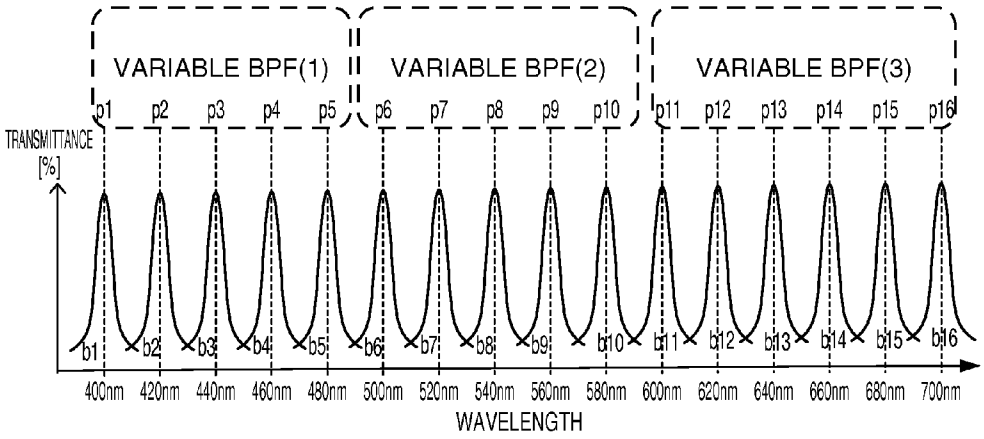 VARIABLE BPF(1) VARIABLE BPF(2) VARIABLE BPF(3)
p1 p2 p3 p4 p5 p6 p7 p8 p9 p10 p11 p12 p13 p14 p15 p16
TRANSMITTANCE
[%]
b1 b2 b3 b4 b5 b6 b7 b8 b9 b10 b11 b12 b13 b14 b15 b16
400nm 420nm 440nm 460nm 480nm 500nm 520nm 540nm 560nm 580nm 600nm 620nm 640nm 660nm 680nm 700nm
WAVELENGTH